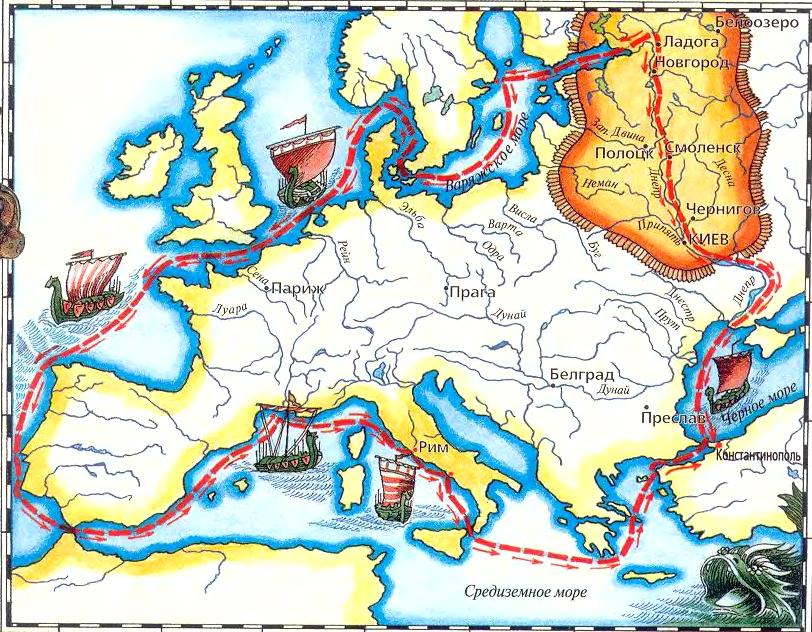 Белоозеро
Ладога
Новгород
Зап. Двина
Полоцк
Смоленск
Десна
Неман
Днепр
Чернигов
Припять
КИЕВ
Варяжское море
Эльба
Висла
Варта
Одра
Буг
Рейн
Сена
Париж
Прага
Луара
Дунай
Днестр
Прут
Днепр
Белград
Дунай
Преслав
Черное море
Константинополь
Рим
Средиземное море